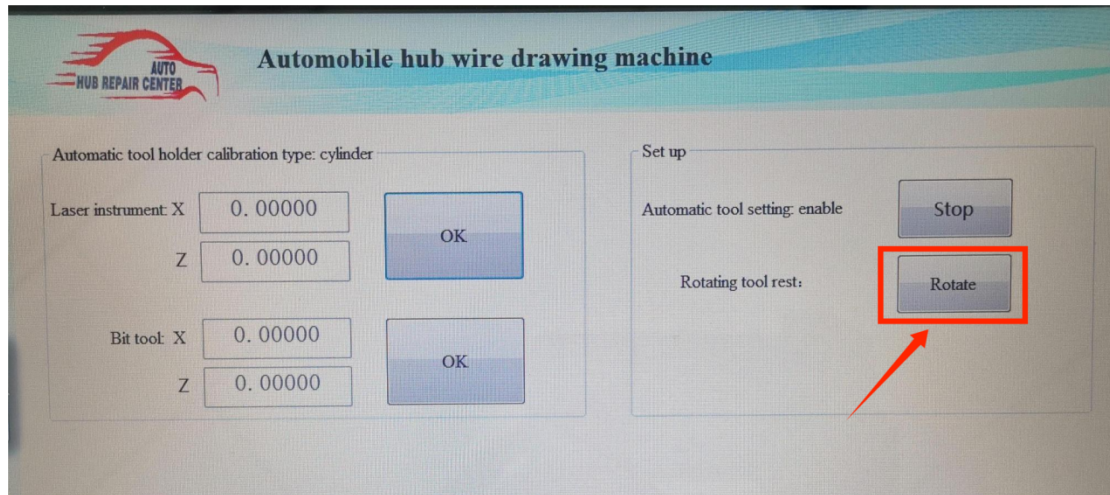 AUTO
HUB REPAIR CENTER
Automobile hub wire drawing machine
Automatic tool holder calibration type: cylinder
Laser instrument: X 0.00000
OK
Z 0.00000
Bit tool: X 0.00000
OK
Z 0.00000
Set up
Automatic tool setting: enable Stop
Rotating tool rest: Rotate